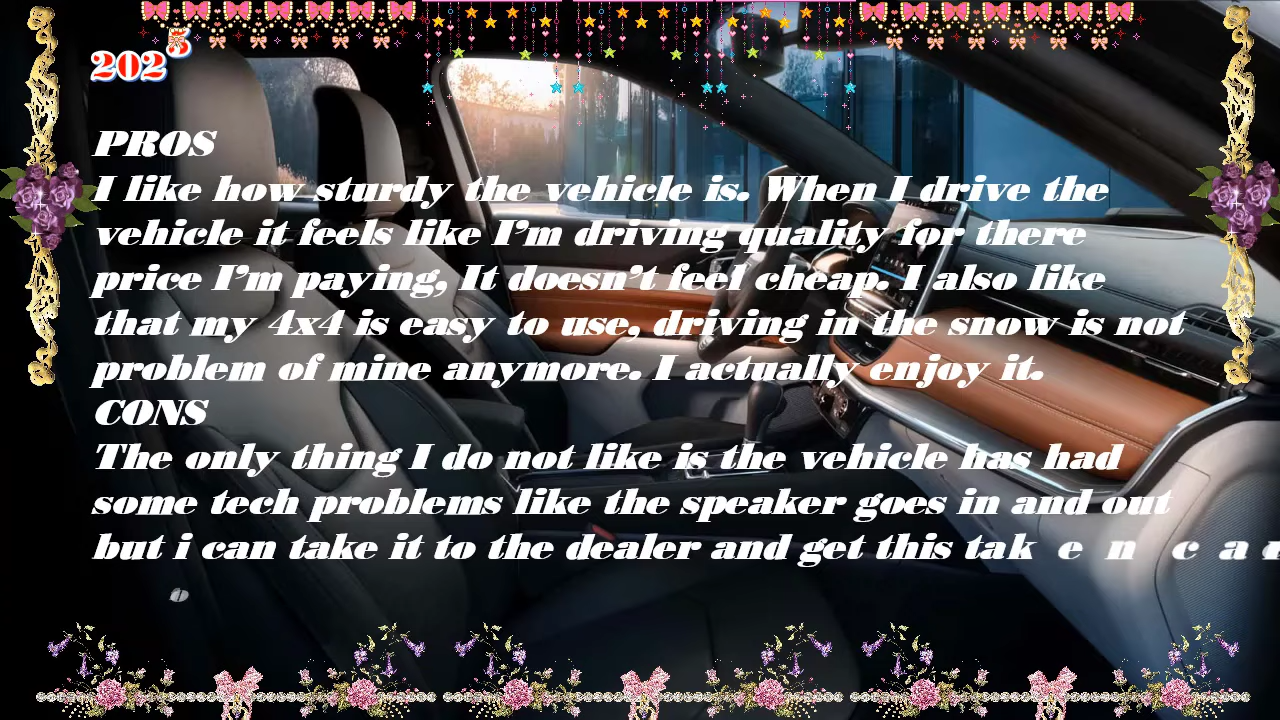 2025
PROS
I like how sturdy the vehicle is. When I drive the
vehicle it feels like I'm driving quality for there
price I'm paying, It doesn't feel cheap. I also like
that my 4x4 is easy to use, driving in the snow is not
problem of mine anymore. I actually enjoy it.
CONS
The only thing I do not like is the vehicle has had
some tech problems like the speaker goes in and out
but i can take it to the dealer and get this taken